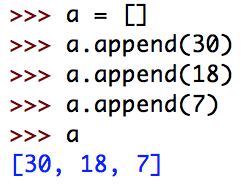 >>> a = []
>>> a.append(30)
>>> a.append(18)
>>> a.append(7)
>>> a
[30, 18, 7]